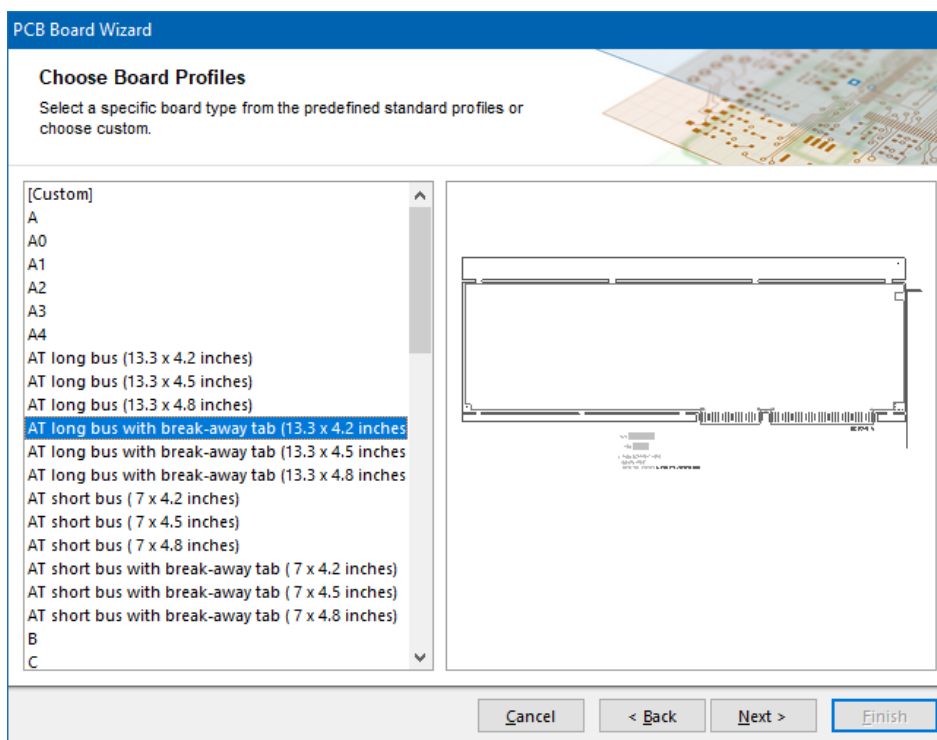 PCB Board Wizard
Choose Board Profiles
Select a specific board type from the predefined standard profiles or
choose custom.
[Custom]
A
A0
A1
A2
A3
A4
AT long bus (13.3 x 4.2 inches)
AT long bus (13.3 x 4.5 inches)
AT long bus (13.3 x 4.8 inches)
AT long bus with break-away tab (13.3 x 4.2 inches
AT long bus with break-away tab (13.3 x 4.5 inches
AT long bus with break-away tab (13.3 x 4.8 inches
AT short bus ( 7 x 4.2 inches)
AT short bus ( 7 x 4.5 inches)
AT short bus ( 7 x 4.8 inches)
AT short bus with break-away tab ( 7 x 4.2 inches)
AT short bus with break-away tab ( 7 x 4.5 inches)
AT short bus with break-away tab ( 7 x 4.8 inches)
B
C
Cancel
< Back
Next >
Finish